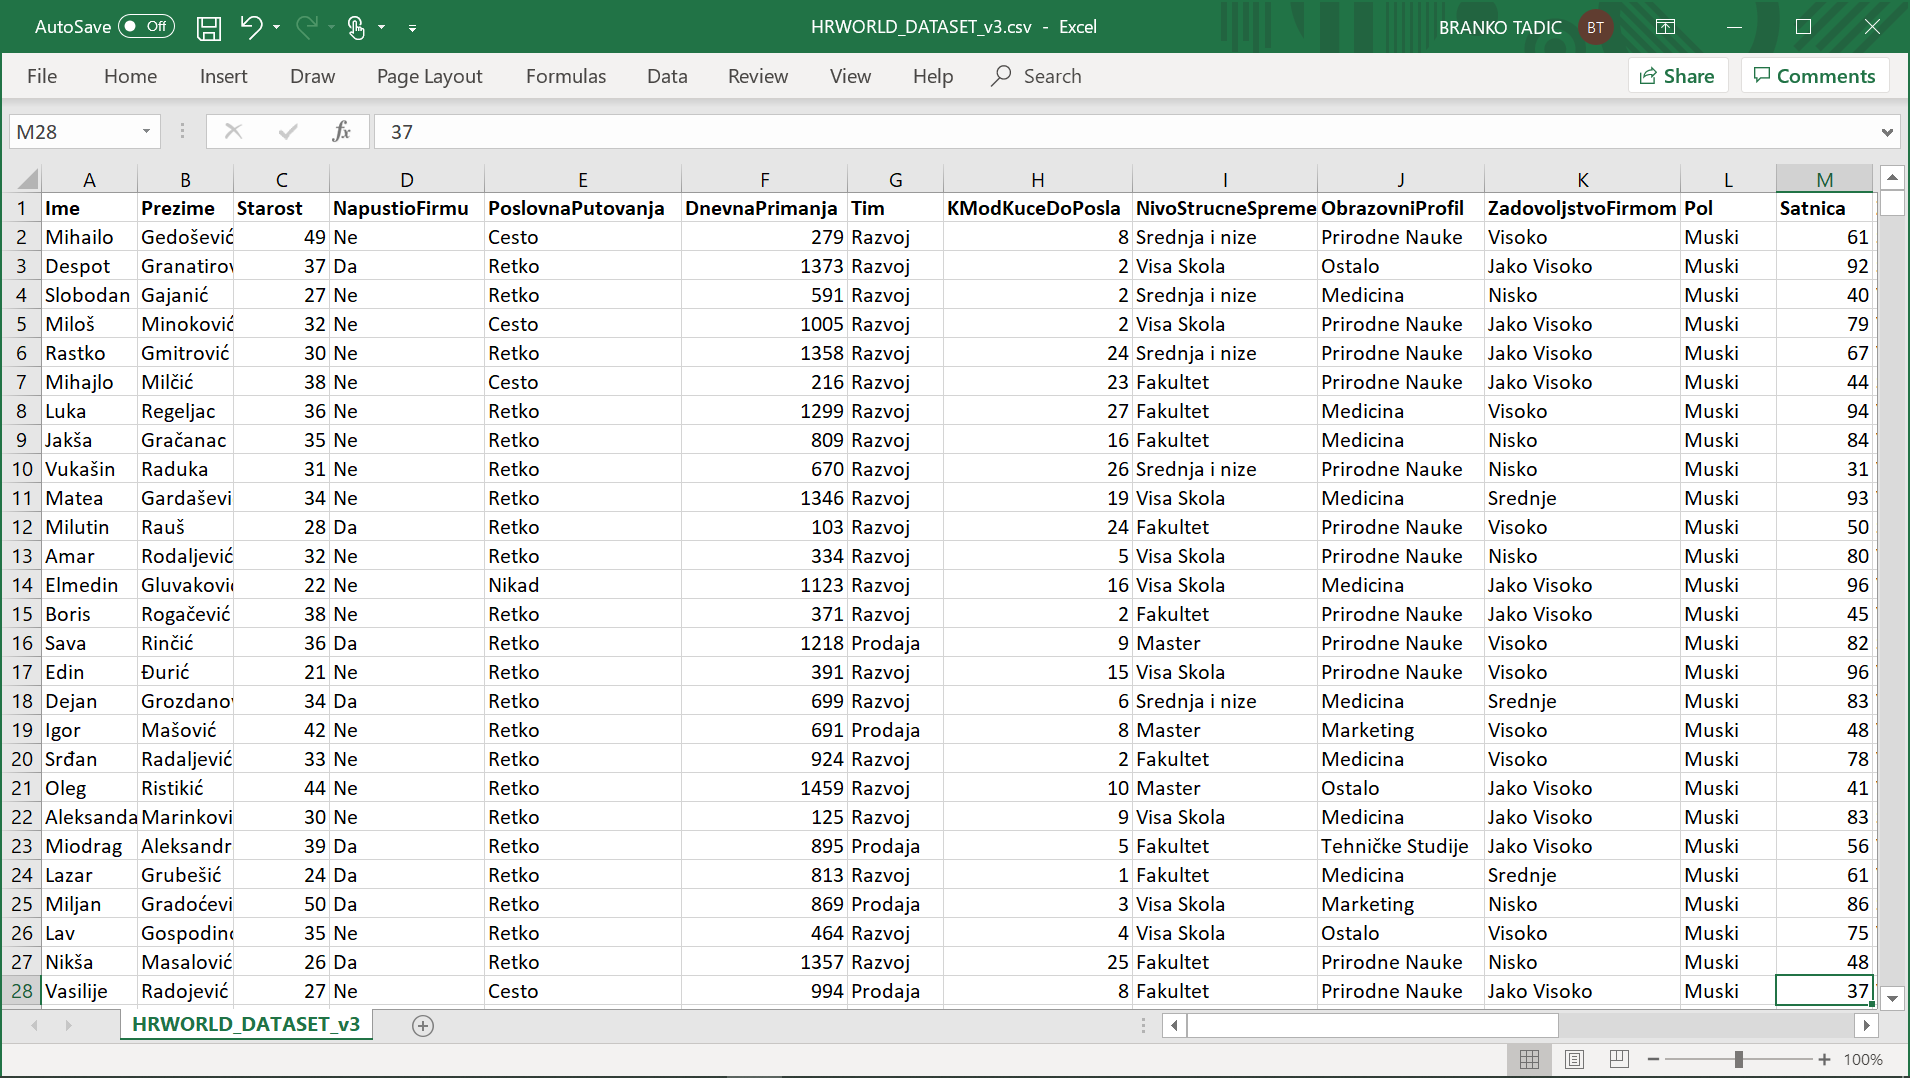 AutoSave Off HRWORLD_DATASET_v3.csv - Excel BRANKO TADIC BT
File Home Insert Draw Page Layout Formulas Data Review View Help Search Share Comments
M28 fx 37
A B C D E F G H I J K L M
1 Ime Prezime Starost NapustioFirmu PoslovnaPutovanja DnevnaPrimanja Tim KModKuceDoPosla NivoStrucneSpreme ObrazovniProfil ZadovoljstvoFirmom Pol Satnica
2 Mihailo Gedošević 49 Ne Cesto 279 Razvoj 8 Srednja i nize Prirodne Nauke Visoko Muski 61
3 Despot Granatirov 37 Da Retko 1373 Razvoj 2 Visa Skola Ostalo Jako Visoko Muski 92
4 Slobodan Gajanić 27 Ne Retko 591 Razvoj 2 Srednja i nize Medicina Nisko Muski 40
5 Miloš Minoković 32 Ne Cesto 1005 Razvoj 2 Visa Skola Prirodne Nauke Jako Visoko Muski 79
6 Rastko Gmitrović 30 Ne Retko 1358 Razvoj 24 Srednja i nize Prirodne Nauke Jako Visoko Muski 67
7 Mihajlo Milčić 38 Ne Cesto 216 Razvoj 23 Fakultet Prirodne Nauke Jako Visoko Muski 44
8 Luka Regeljac 36 Ne Retko 1299 Razvoj 27 Fakultet Medicina Visoko Muski 94
9 Jakša Gračanac 35 Ne Retko 809 Razvoj 16 Fakultet Medicina Nisko Muski 84
10 Vukašin Raduka 31 Ne Retko 670 Razvoj 26 Srednja i nize Prirodne Nauke Nisko Muski 31
11 Matea Gardaševi 34 Ne Retko 1346 Razvoj 19 Visa Skola Medicina Srednje Muski 93
12 Milutin Rauš 28 Da Retko 103 Razvoj 24 Fakultet Prirodne Nauke Visoko Muski 50
13 Amar Rodaljević 32 Ne Retko 334 Razvoj 5 Visa Skola Prirodne Nauke Nisko Muski 80
14 Elmedin Gluvaković 22 Ne Nikad 1123 Razvoj 16 Visa Skola Medicina Jako Visoko Muski 96
15 Boris Rogačević 38 Ne Retko 371 Razvoj 2 Fakultet Prirodne Nauke Jako Visoko Muski 45
16 Sava Rinčić 36 Da Retko 1218 Prodaja 9 Master Prirodne Nauke Visoko Muski 82
17 Edin Đurić 21 Ne Retko 391 Razvoj 15 Visa Skola Prirodne Nauke Visoko Muski 96
18 Dejan Grozdanov 34 Da Retko 699 Razvoj 6 Srednja i nize Medicina Srednje Muski 83
19 Igor Mašović 42 Ne Retko 691 Prodaja 8 Master Marketing Visoko Muski 48
20 Srđan Radaljević 33 Ne Retko 924 Razvoj 2 Fakultet Medicina Visoko Muski 78
21 Oleg Ristikić 44 Ne Retko 1459 Razvoj 10 Master Ostalo Jako Visoko Muski 41
22 Aleksanda Marinkovi 30 Ne Retko 125 Razvoj 9 Visa Skola Medicina Jako Visoko Muski 83
23 Miodrag Aleksandr 39 Da Retko 895 Prodaja 5 Fakultet Tehničke Studije Jako Visoko Muski 56
24 Lazar Grubešić 24 Da Retko 813 Razvoj 1 Fakultet Medicina Srednje Muski 61
25 Miljan Gradoćevi 50 Da Retko 869 Prodaja 3 Visa Skola Marketing Nisko Muski 86
26 Lav Gospodino 35 Ne Retko 464 Razvoj 4 Visa Skola Ostalo Visoko Muski 75
27 Nikša Masalović 26 Da Retko 1357 Razvoj 25 Fakultet Prirodne Nauke Nisko Muski 48
28 Vasilije Radojević 27 Ne Cesto 994 Prodaja 8 Fakultet Prirodne Nauke Jako Visoko Muski 37
HRWORLD_DATASET_v3
100%